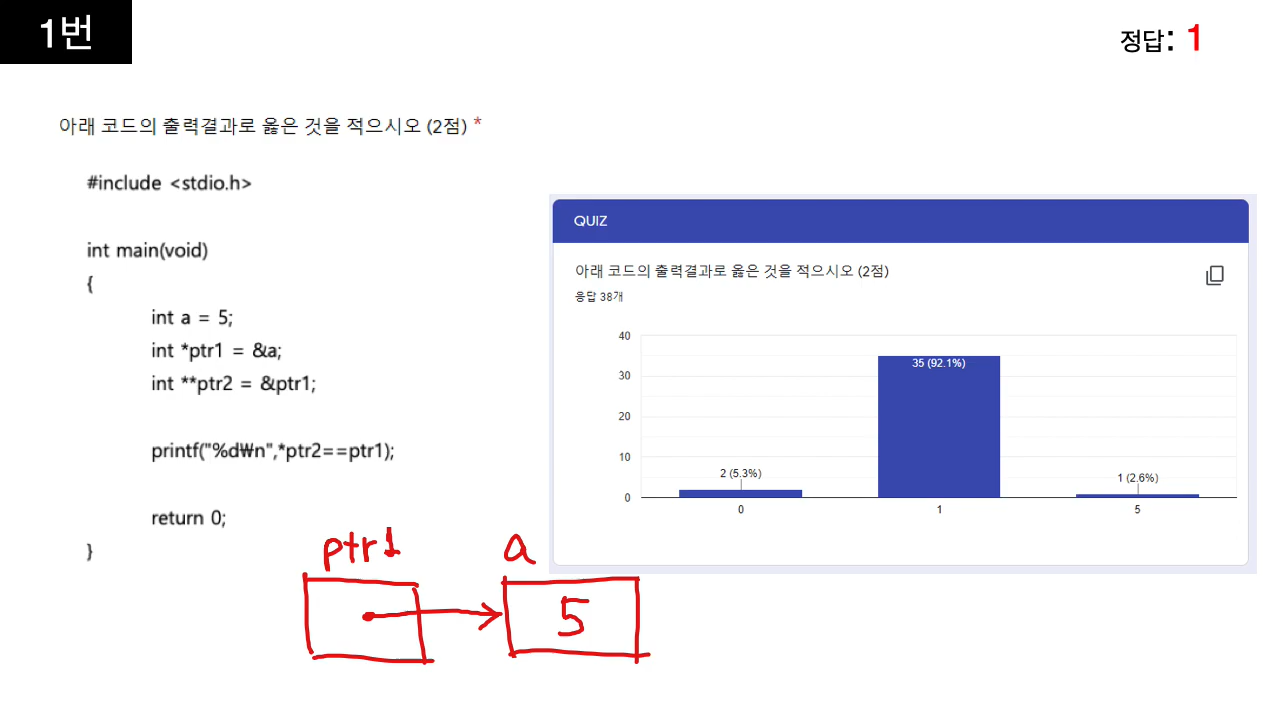 1번
정답: 1
아래 코드의 출력결과로 옳은 것을 적으시오 (2점) *
#include <stdio.h>
int main(void)
{
int a = 5;
int *ptr1 = &a;
int **ptr2 = &ptr1;
printf("%d₩n",*ptr2==ptr1);
return 0;
}
QUIZ
아래 코드의 출력결과로 옳은 것을 적으시오 (2점)
응답 38개
40
30
20
10
0
2 (5.3%)
35 (92.1%)
1 (2.6%)
0
1
5
ptr1
a
5